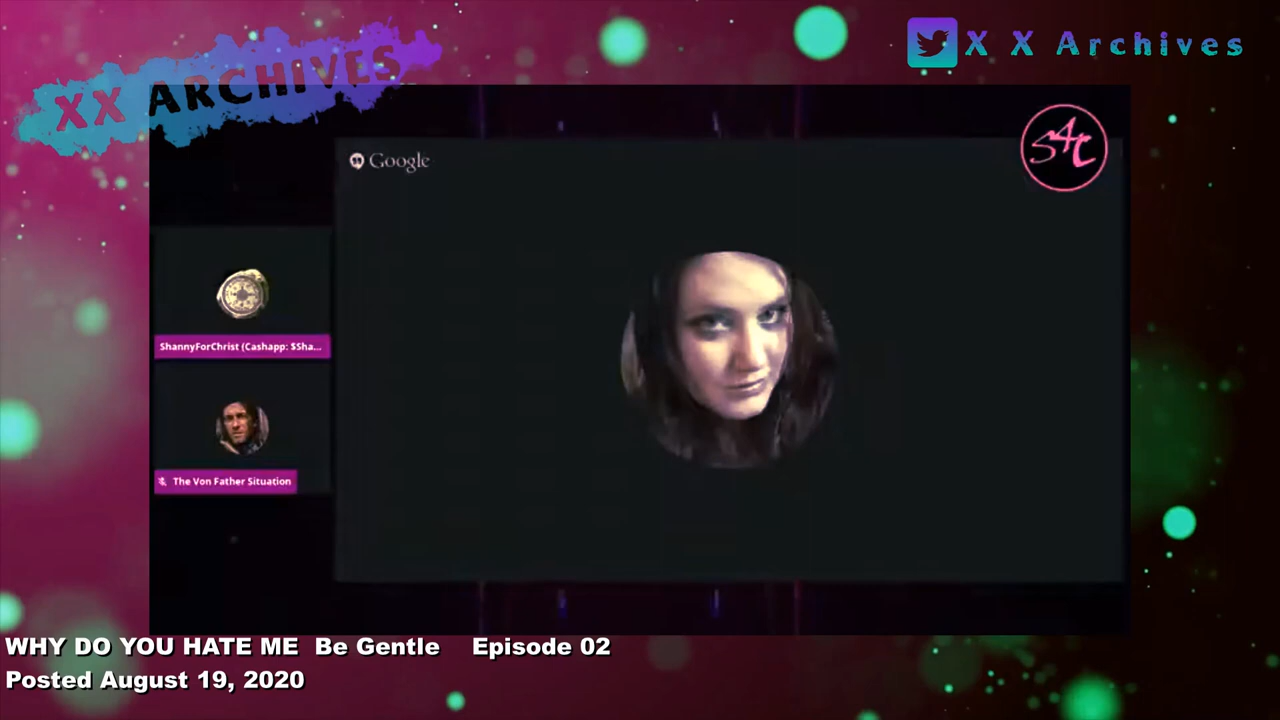 XX ARCHIVES
X X Archives
S4C
Google
ShannyForChrist (Cashapp: $Sha...
The Von Father Situation
WHY DO YOU HATE ME Be Gentle Episode 02
Posted August 19, 2020